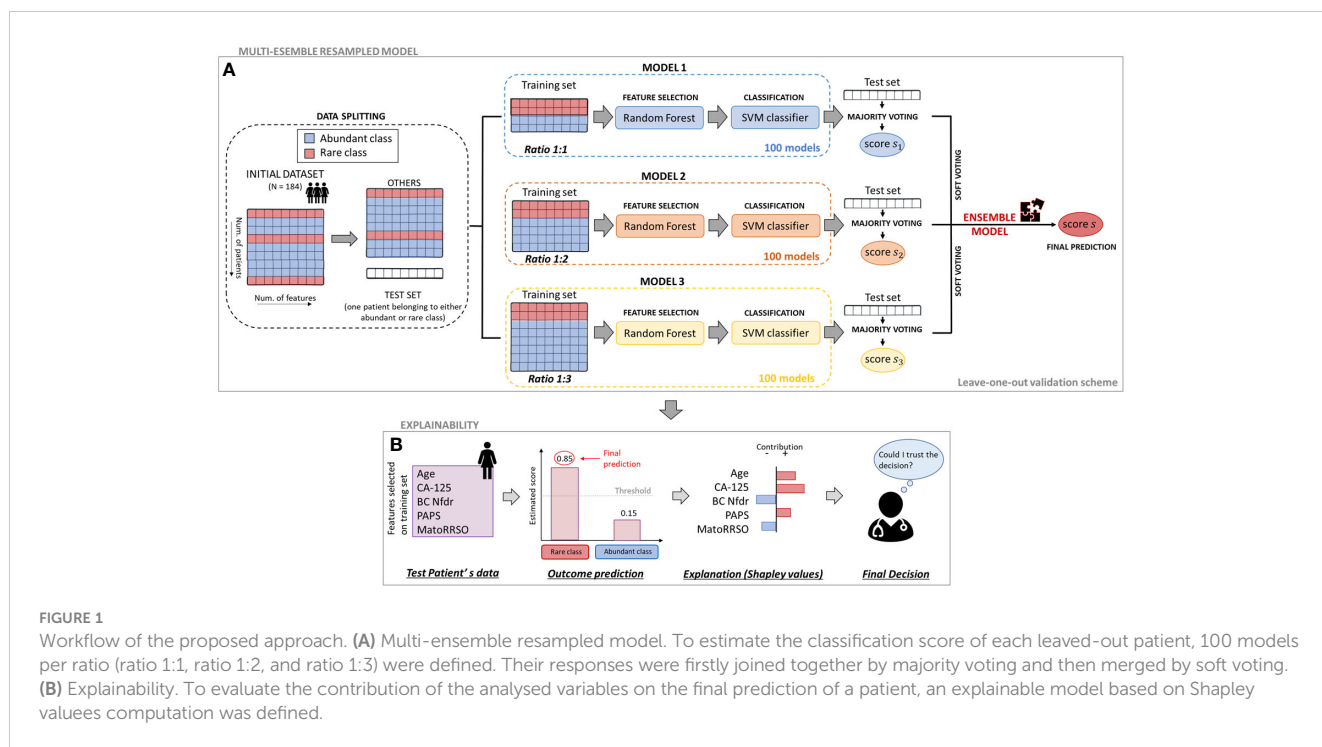 MULTI-ESEMBLE RESAMPLED MODEL
A
DATA SPLITTING
Abundant class
Rare class
INITIAL DATASET
(N = 184)
Num. of patients
Num. of features
OTHERS
TEST SET
(one patient belonging to either
abundant or rare class)
MODEL 1
Training set
Ratio 1:1
FEATURE SELECTION
Random Forest
CLASSIFICATION
SVM classifier
100 models
Test set
MAJORITY VOTING
score s₁
MODEL 2
Training set
Ratio 1:2
FEATURE SELECTION
Random Forest
CLASSIFICATION
SVM classifier
100 models
Test set
MAJORITY VOTING
score s₂
MODEL 3
Training set
Ratio 1:3
FEATURE SELECTION
Random Forest
CLASSIFICATION
SVM classifier
100 models
Test set
MAJORITY VOTING
score s₃
SOFT VOTING
SOFT VOTING
ENSEMBLE
MODEL
score s
FINAL PREDICTION
Leave-one-out validation scheme
EXPLAINABILITY
B
Features selected
on training set
Age
CA-125
BC Nfdr
PAPS
MatoRRSO
Test Patient's data
Estimated score
0.85
Final
prediction
Threshold
0.15
Rare class
Abundant class
Outcome prediction
Contribution
- +
Age
CA-125
BC Nfdr
PAPS
MatoRRSO
Explanation (Shapley values)
Could I trust the
decision?
Final Decision
FIGURE 1
Workflow of the proposed approach. (A) Multi-ensemble resampled model. To estimate the classification score of each leaved-out patient, 100 models
per ratio (ratio 1:1, ratio 1:2, and ratio 1:3) were defined. Their responses were firstly joined together by majority voting and then merged by soft voting.
(B) Explainability. To evaluate the contribution of the analysed variables on the final prediction of a patient, an explainable model based on Shapley
valuees computation was defined.